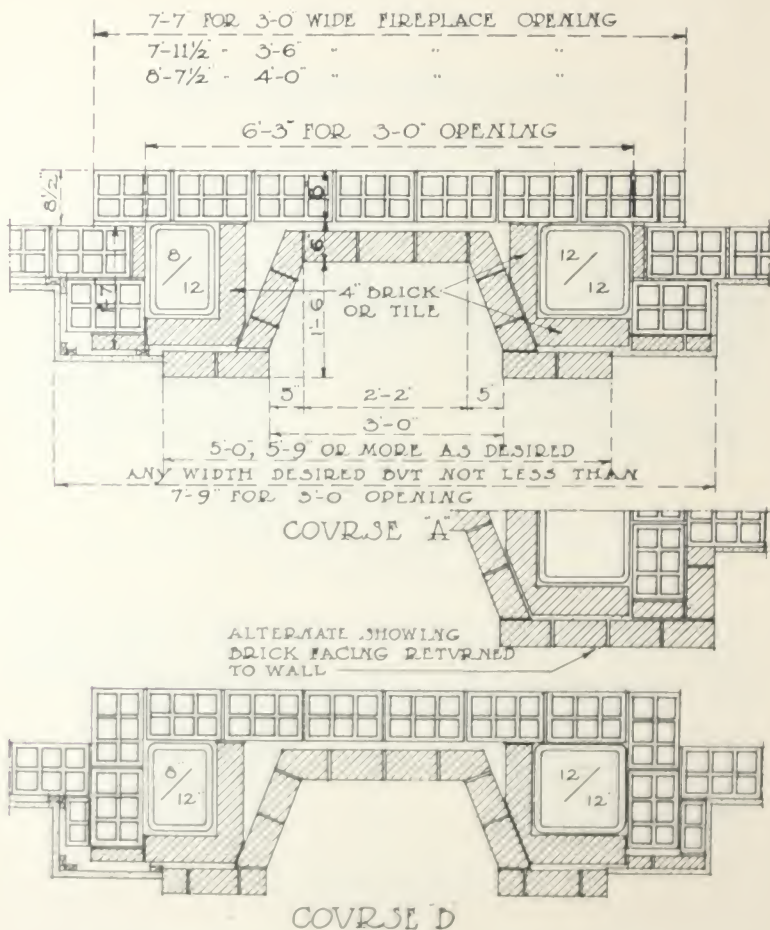 7'-7" FOR 3'-0" WIDE FIREPLACE OPENING
7'-11½" " 3'-6" " " "
8'-7½" " 4'-0" " " "
6'-3" FOR 3'-0" OPENING
8½"
8"
6"
8/12
12/12
4" BRICK
OR TILE
1'-6"
5" 2'-2" 5"
3'-0"
5'-0", 5'-9" OR MORE AS DESIRED
ANY WIDTH DESIRED BUT NOT LESS THAN
7'-9" FOR 3'-0 OPENING
COURSE "A"
ALTERNATE SHOWING
BRICK FACING RETURNED
TO WALL
8"/12"
12/12"
COURSE "B"